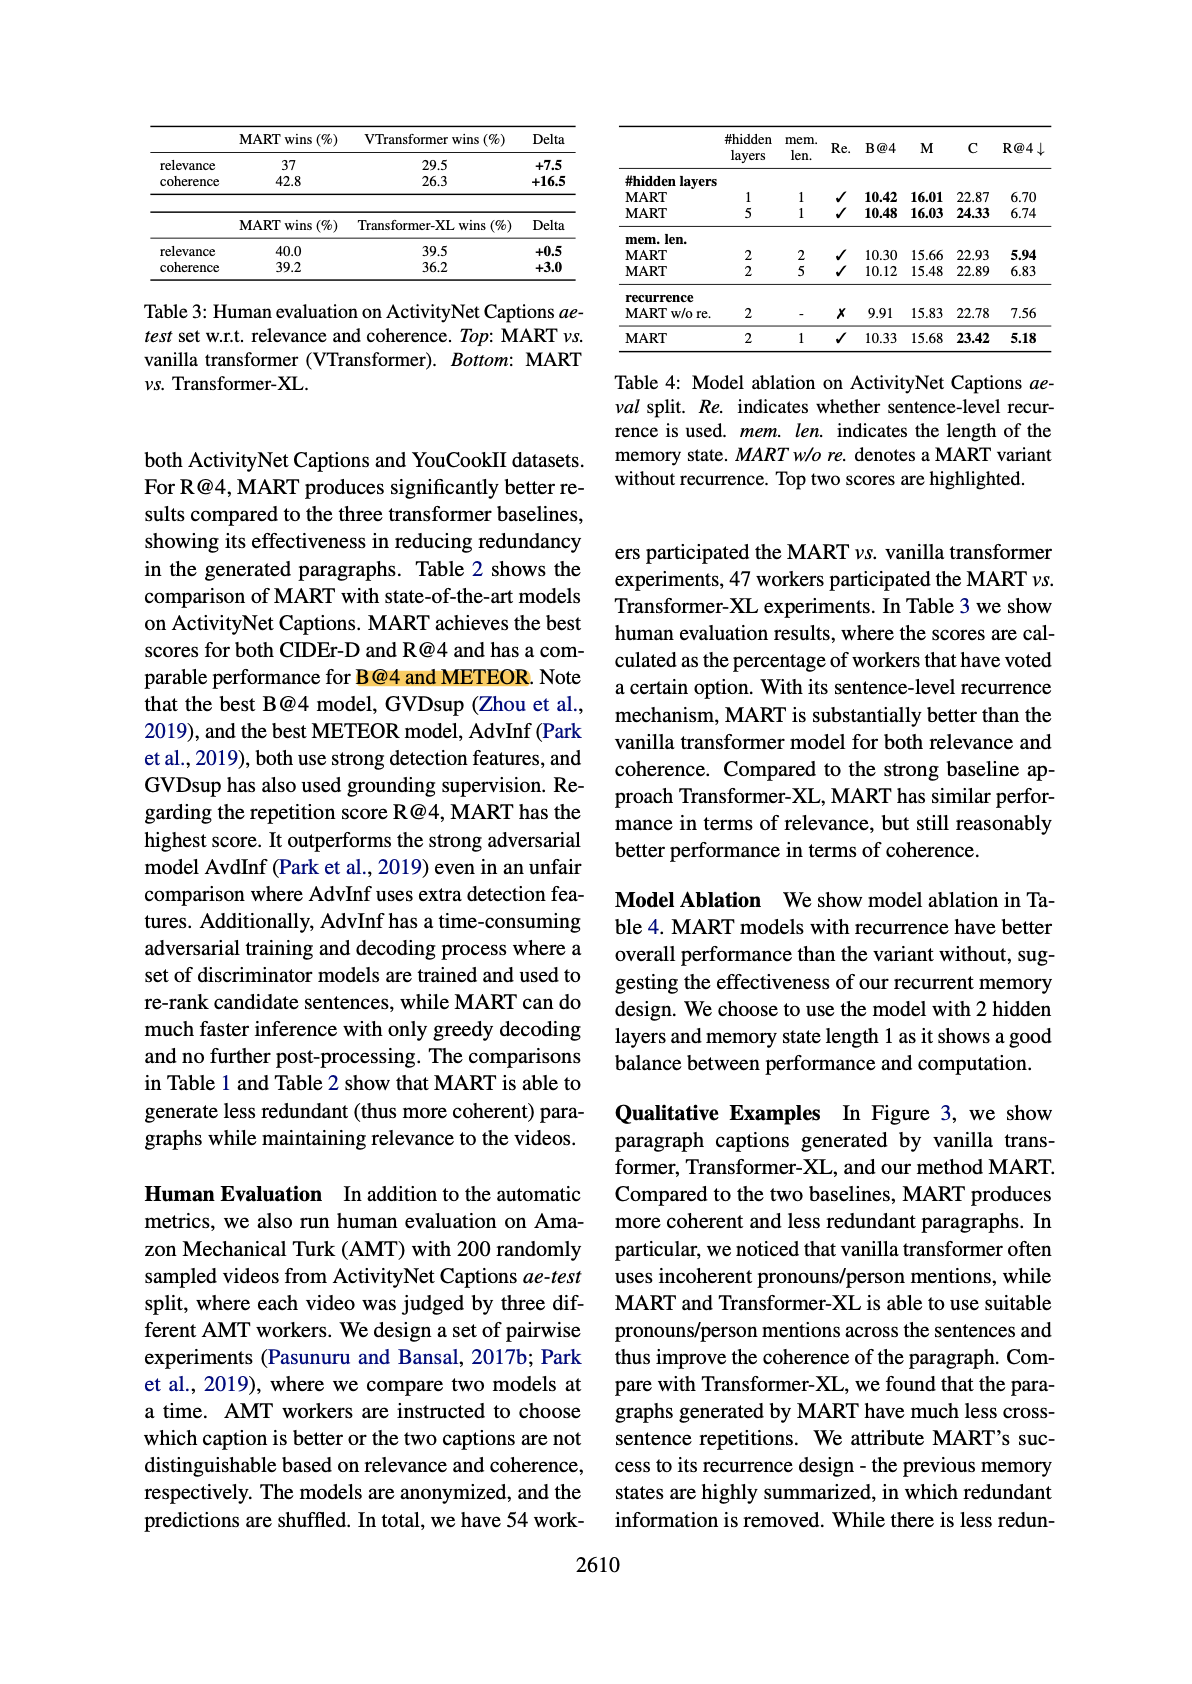 MART wins (%) VTransformer wins (%) Delta
relevance 37 29.5 +7.5
coherence 42.8 26.3 +16.5
MART wins (%) Transformer-XL wins (%) Delta
relevance 40.0 39.5 +0.5
coherence 39.2 36.2 +3.0
Table 3: Human evaluation on ActivityNet Captions ae-
test set w.r.t. relevance and coherence. Top: MART vs.
vanilla transformer (VTransformer). Bottom: MART
vs. Transformer-XL.
both ActivityNet Captions and YouCookII datasets.
For R@4, MART produces significantly better re-
sults compared to the three transformer baselines,
showing its effectiveness in reducing redundancy
in the generated paragraphs. Table 2 shows the
comparison of MART with state-of-the-art models
on ActivityNet Captions. MART achieves the best
scores for both CIDEr-D and R@4 and has a com-
parable performance for B@4 and METEOR. Note
that the best B@4 model, GVDsup (Zhou et al.,
2019), and the best METEOR model, AdvInf (Park
et al., 2019), both use strong detection features, and
GVDsup has also used grounding supervision. Re-
garding the repetition score R@4, MART has the
highest score. It outperforms the strong adversarial
model AvdInf (Park et al., 2019) even in an unfair
comparison where AdvInf uses extra detection fea-
tures. Additionally, AdvInf has a time-consuming
adversarial training and decoding process where a
set of discriminator models are trained and used to
re-rank candidate sentences, while MART can do
much faster inference with only greedy decoding
and no further post-processing. The comparisons
in Table 1 and Table 2 show that MART is able to
generate less redundant (thus more coherent) para-
graphs while maintaining relevance to the videos.
Human Evaluation In addition to the automatic
metrics, we also run human evaluation on Ama-
zon Mechanical Turk (AMT) with 200 randomly
sampled videos from ActivityNet Captions ae-test
split, where each video was judged by three dif-
ferent AMT workers. We design a set of pairwise
experiments (Pasunuru and Bansal, 2017b; Park
et al., 2019), where we compare two models at
a time. AMT workers are instructed to choose
which caption is better or the two captions are not
distinguishable based on relevance and coherence,
respectively. The models are anonymized, and the
predictions are shuffled. In total, we have 54 work-
#hidden layers mem. len. Re. B@4 M C R@4 ↓
#hidden layers
MART 1 1 ✓ 10.42 16.01 22.87 6.70
MART 5 1 ✓ 10.48 16.03 24.33 6.74
mem. len.
MART 2 2 ✓ 10.30 15.66 22.93 5.94
MART 2 5 ✓ 10.12 15.48 22.89 6.83
recurrence
MART w/o re. 2 - ✗ 9.91 15.83 22.78 7.56
MART 2 1 ✓ 10.33 15.68 23.42 5.18
Table 4: Model ablation on ActivityNet Captions ae-
val split. Re. indicates whether sentence-level recur-
rence is used. mem. len. indicates the length of the
memory state. MART w/o re. denotes a MART variant
without recurrence. Top two scores are highlighted.
ers participated the MART vs. vanilla transformer
experiments, 47 workers participated the MART vs.
Transformer-XL experiments. In Table 3 we show
human evaluation results, where the scores are cal-
culated as the percentage of workers that have voted
a certain option. With its sentence-level recurrence
mechanism, MART is substantially better than the
vanilla transformer model for both relevance and
coherence. Compared to the strong baseline ap-
proach Transformer-XL, MART has similar perfor-
mance in terms of relevance, but still reasonably
better performance in terms of coherence.
Model Ablation We show model ablation in Ta-
ble 4. MART models with recurrence have better
overall performance than the variant without, sug-
gesting the effectiveness of our recurrent memory
design. We choose to use the model with 2 hidden
layers and memory state length 1 as it shows a good
balance between performance and computation.
Qualitative Examples In Figure 3, we show
paragraph captions generated by vanilla trans-
former, Transformer-XL, and our method MART.
Compared to the two baselines, MART produces
more coherent and less redundant paragraphs. In
particular, we noticed that vanilla transformer often
uses incoherent pronouns/person mentions, while
MART and Transformer-XL is able to use suitable
pronouns/person mentions across the sentences and
thus improve the coherence of the paragraph. Com-
pare with Transformer-XL, we found that the para-
graphs generated by MART have much less cross-
sentence repetitions. We attribute MART's suc-
cess to its recurrence design - the previous memory
states are highly summarized, in which redundant
information is removed. While there is less redun-
2610